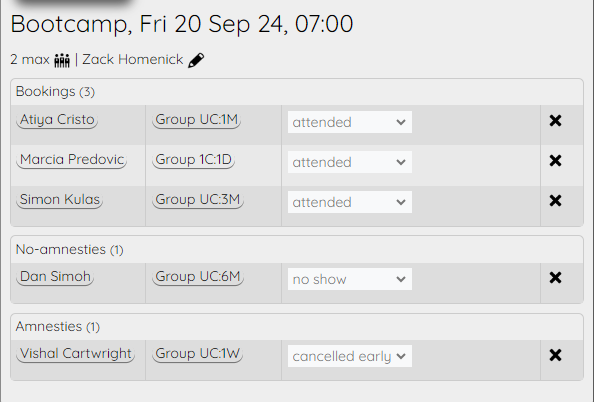 Bootcamp, Fri 20 Sep 24, 07:00
2 max | Zack Homenick
Bookings (3)
Atiya Cristo Group UC:1M attended
Marcia Predovic Group 1C:1D attended
Simon Kulas Group UC:3M attended
No-amnesties (1)
Dan Simoh Group UC:6M no show
Amnesties (1)
Vishal Cartwright Group UC:1W cancelled early